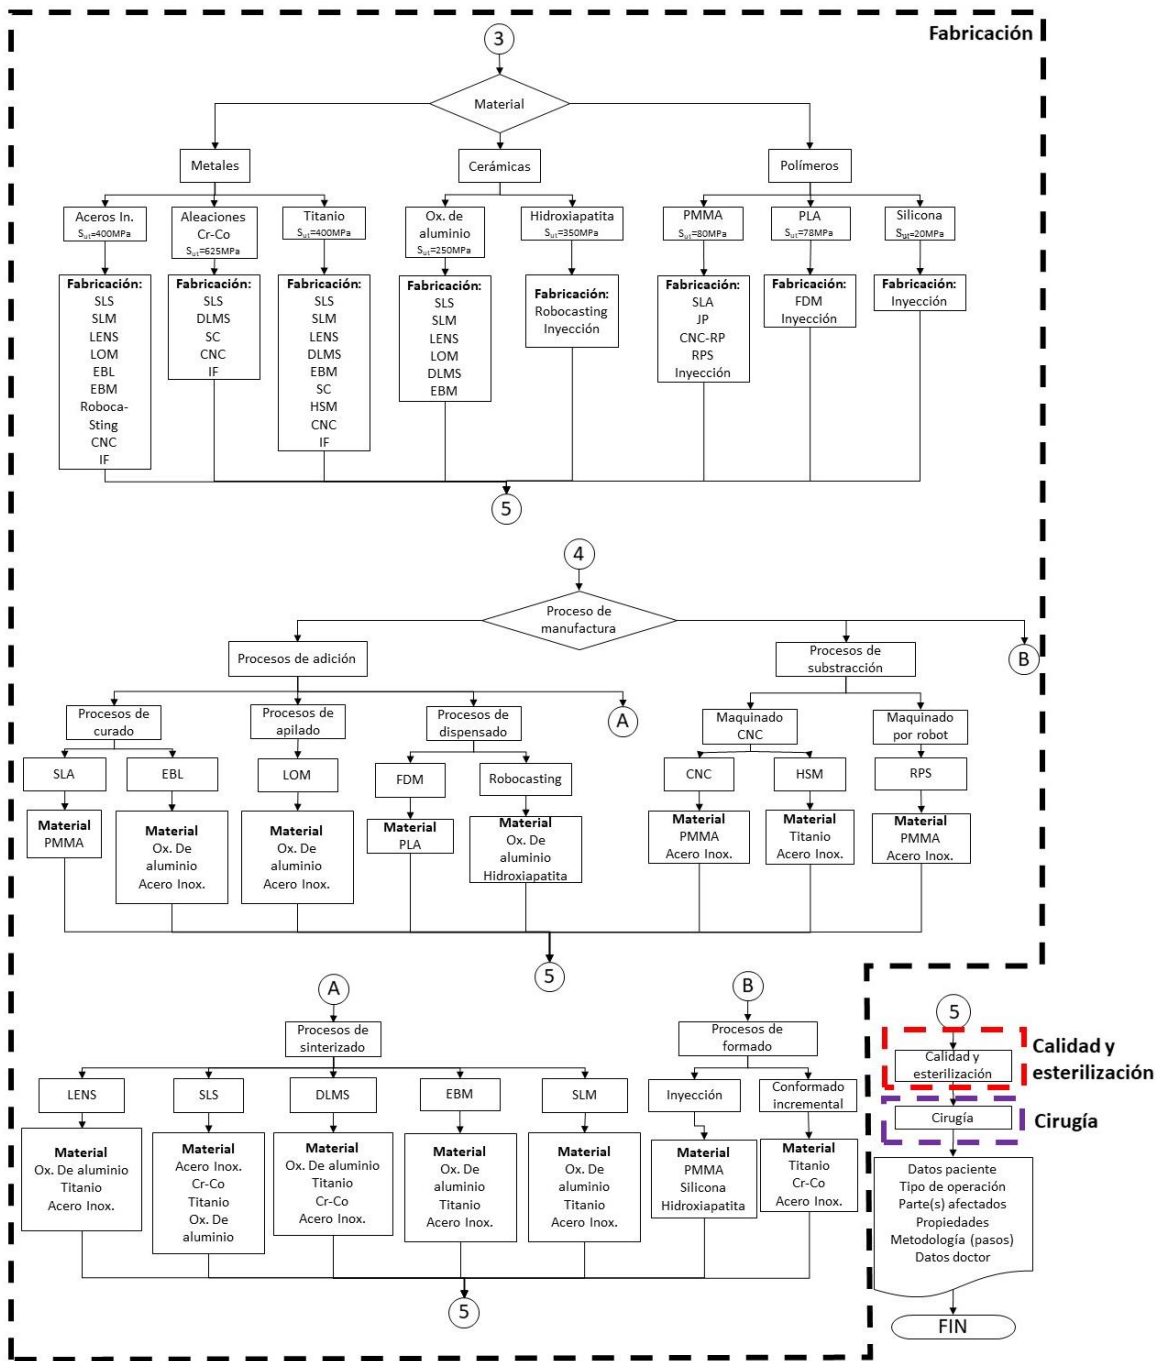 Fabricación
3
Material
Metales
Cerámicas
Polímeros
Aceros In.
Sut=400MPa
Aleaciones
Cr-Co
Sut=625MPa
Titanio
Sut=400MPa
Ox. de
aluminio
Sut=250MPa
Hidroxiapatita
Sut=350MPa
PMMA
Sut=80MPa
PLA
Sut=78MPa
Silicona
Sut=20MPa
Fabricación:
SLS
SLM
LENS
LOM
EBL
EBM
Roboca-
Sting
CNC
IF
Fabricación:
SLS
DLMS
SC
CNC
IF
Fabricación:
SLS
SLM
LENS
DLMS
EBM
SC
HSM
CNC
IF
Fabricación:
SLS
SLM
LENS
LOM
DLMS
EBM
Fabricación:
Robocasting
Inyección
Fabricación:
SLA
JP
CNC-RP
RPS
Inyección
Fabricación:
FDM
Inyección
Fabricación:
Inyección
5
4
Proceso de
manufactura
Procesos de adición
Procesos de
substracción
B
Procesos de
curado
Procesos de
apilado
Procesos de
dispensado
A
Maquinado
CNC
Maquinado
por robot
SLA
EBL
LOM
FDM
Robocasting
CNC
HSM
RPS
Material
PMMA
Material
Ox. De
aluminio
Acero Inox.
Material
Ox. De
aluminio
Acero Inox.
Material
PLA
Material
Ox. De
aluminio
Hidroxiapatita
Material
PMMA
Acero Inox.
Material
Titanio
Acero Inox.
Material
PMMA
Acero Inox.
5
A
Procesos de
sinterizado
B
Procesos de
formado
LENS
SLS
DLMS
EBM
SLM
Inyección
Conformado
incremental
Material
Ox. De aluminio
Titanio
Acero Inox.
Material
Acero Inox.
Cr-Co
Titanio
Ox. De
aluminio
Material
Ox. De aluminio
Titanio
Cr-Co
Acero Inox.
Material
Ox. De
aluminio
Titanio
Acero Inox.
Material
Ox. De
aluminio
Titanio
Acero Inox.
Material
PMMA
Silicona
Hidroxiapatita
Material
Titanio
Cr-Co
Acero Inox.
5
5
Calidad y
esterilización
Calidad y
esterilización
Cirugía
Cirugía
Datos paciente
Tipo de operación
Parte(s) afectados
Propiedades
Metodología (pasos)
Datos doctor
FIN